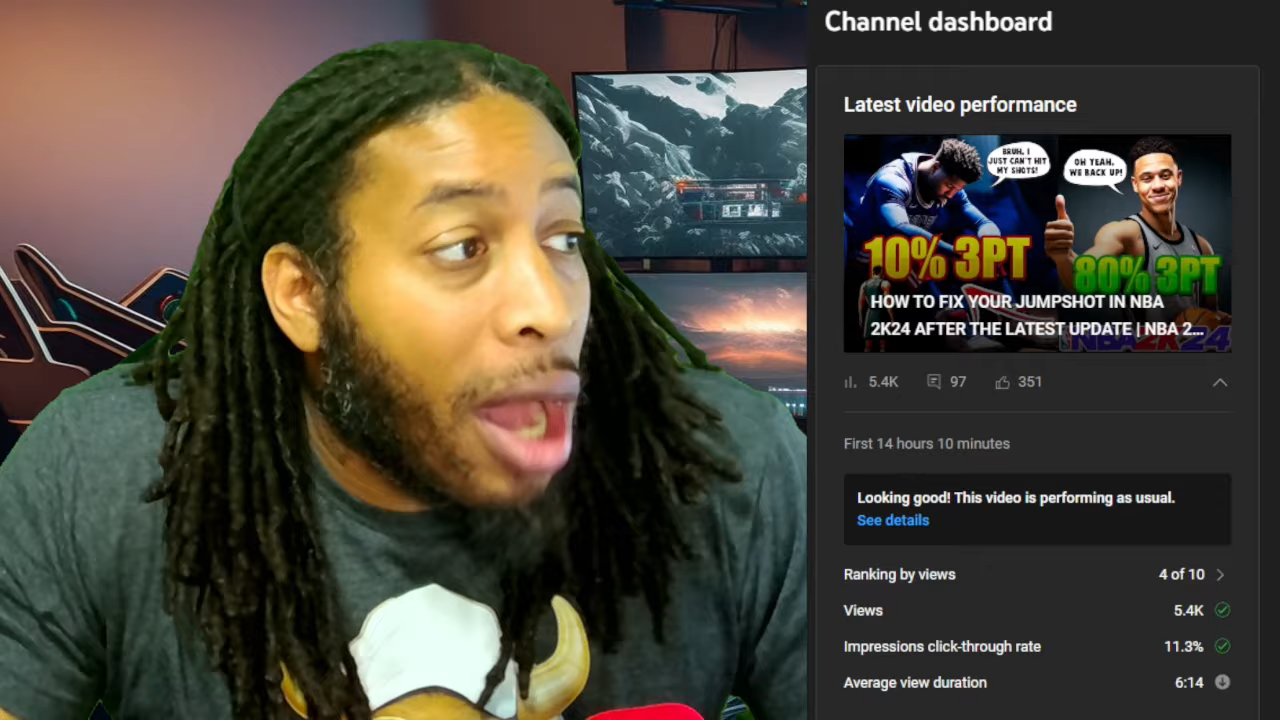 Channel dashboard
Latest video performance
BRUH, I
JUST CAN'T HIT
MY SHOTS!
OH YEAH,
WE BACK UP!
10% 3PT
80% 3PT
HOW TO FIX YOUR JUMPSHOT IN NBA
2K24 AFTER THE LATEST UPDATE | NBA 2...
NBA2K24
5.4K 97 351
First 14 hours 10 minutes
Looking good! This video is performing as usual.
See details
Ranking by views 4 of 10
Views 5.4K
Impressions click-through rate 11.3%
Average view duration 6:14